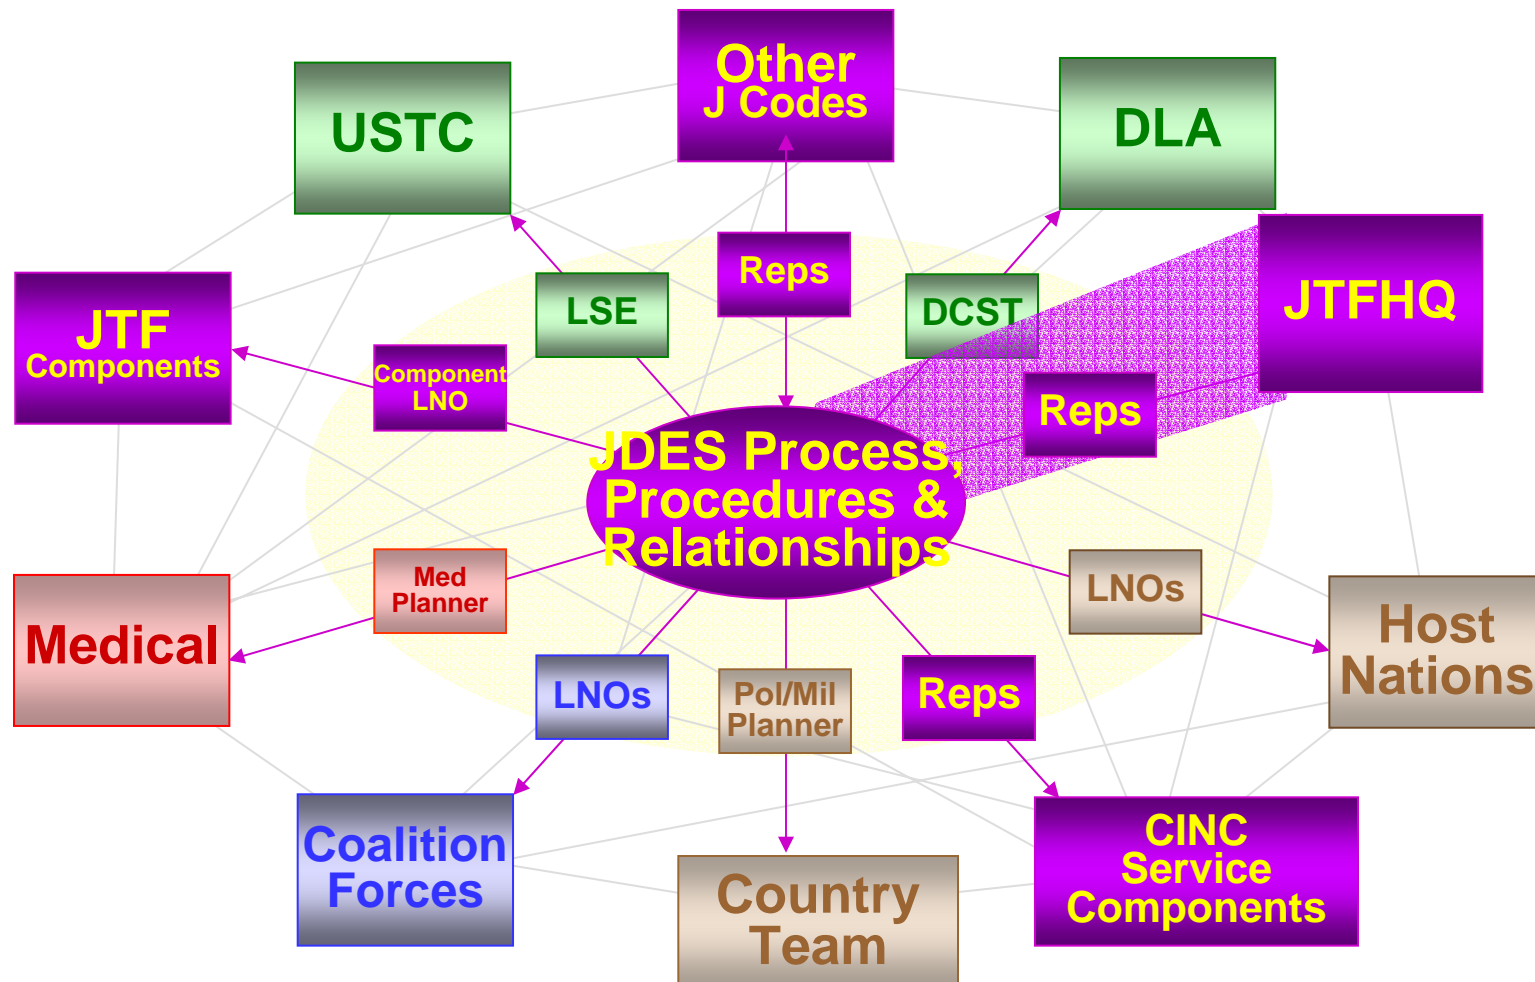 Other
J Codes
USTC
DLA
Reps
LSE
DCST
JTFHQ
JTF
Components
Component
LNO
Reps
JDES Process,
Procedures &
Relationships
Med
Planner
LNOs
Medical
Host
Nations
LNOs
Pol/Mil
Planner
Reps
Coalition
Forces
CINC
Service
Components
Country
Team